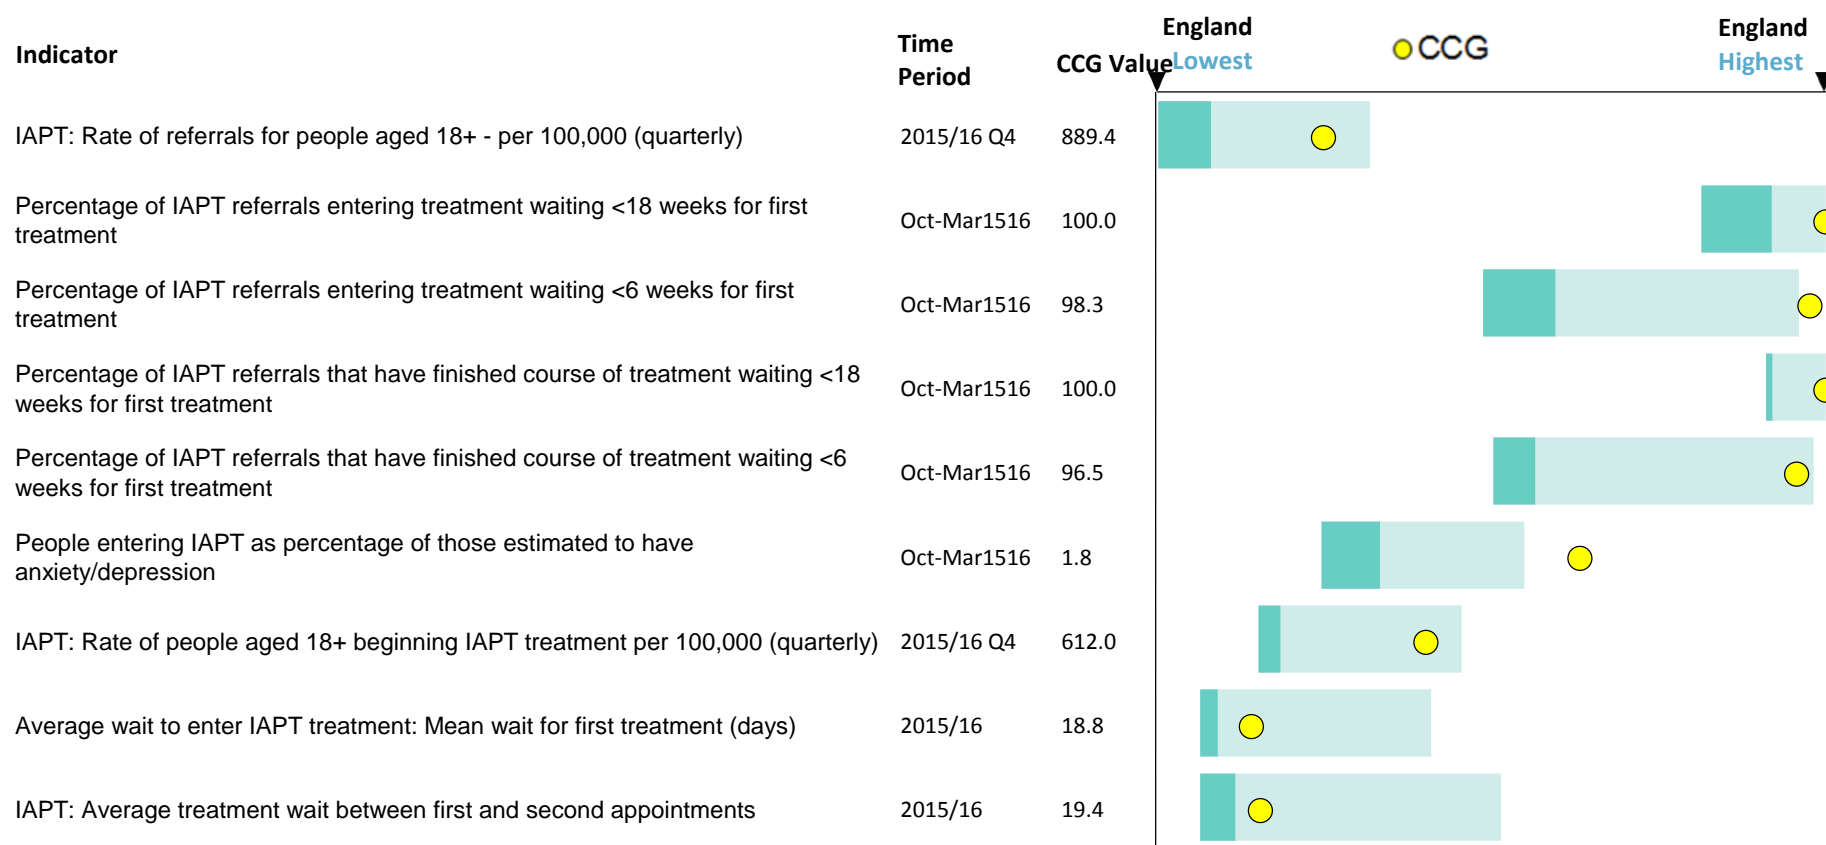 Indicator
Time
Period
CCG Value
England
Lowest
CCG
England
Highest
IAPT: Rate of referrals for people aged 18+ - per 100,000 (quarterly) 2015/16 Q4 889.4
Percentage of IAPT referrals entering treatment waiting <18 weeks for first
treatment
Oct-Mar1516 100.0
Percentage of IAPT referrals entering treatment waiting <6 weeks for first
treatment
Oct-Mar1516 98.3
Percentage of IAPT referrals that have finished course of treatment waiting <18
weeks for first treatment
Oct-Mar1516 100.0
Percentage of IAPT referrals that have finished course of treatment waiting <6
weeks for first treatment
Oct-Mar1516 96.5
People entering IAPT as percentage of those estimated to have
anxiety/depression
Oct-Mar1516 1.8
IAPT: Rate of people aged 18+ beginning IAPT treatment per 100,000 (quarterly) 2015/16 Q4 612.0
Average wait to enter IAPT treatment: Mean wait for first treatment (days) 2015/16 18.8
IAPT: Average treatment wait between first and second appointments 2015/16 19.4